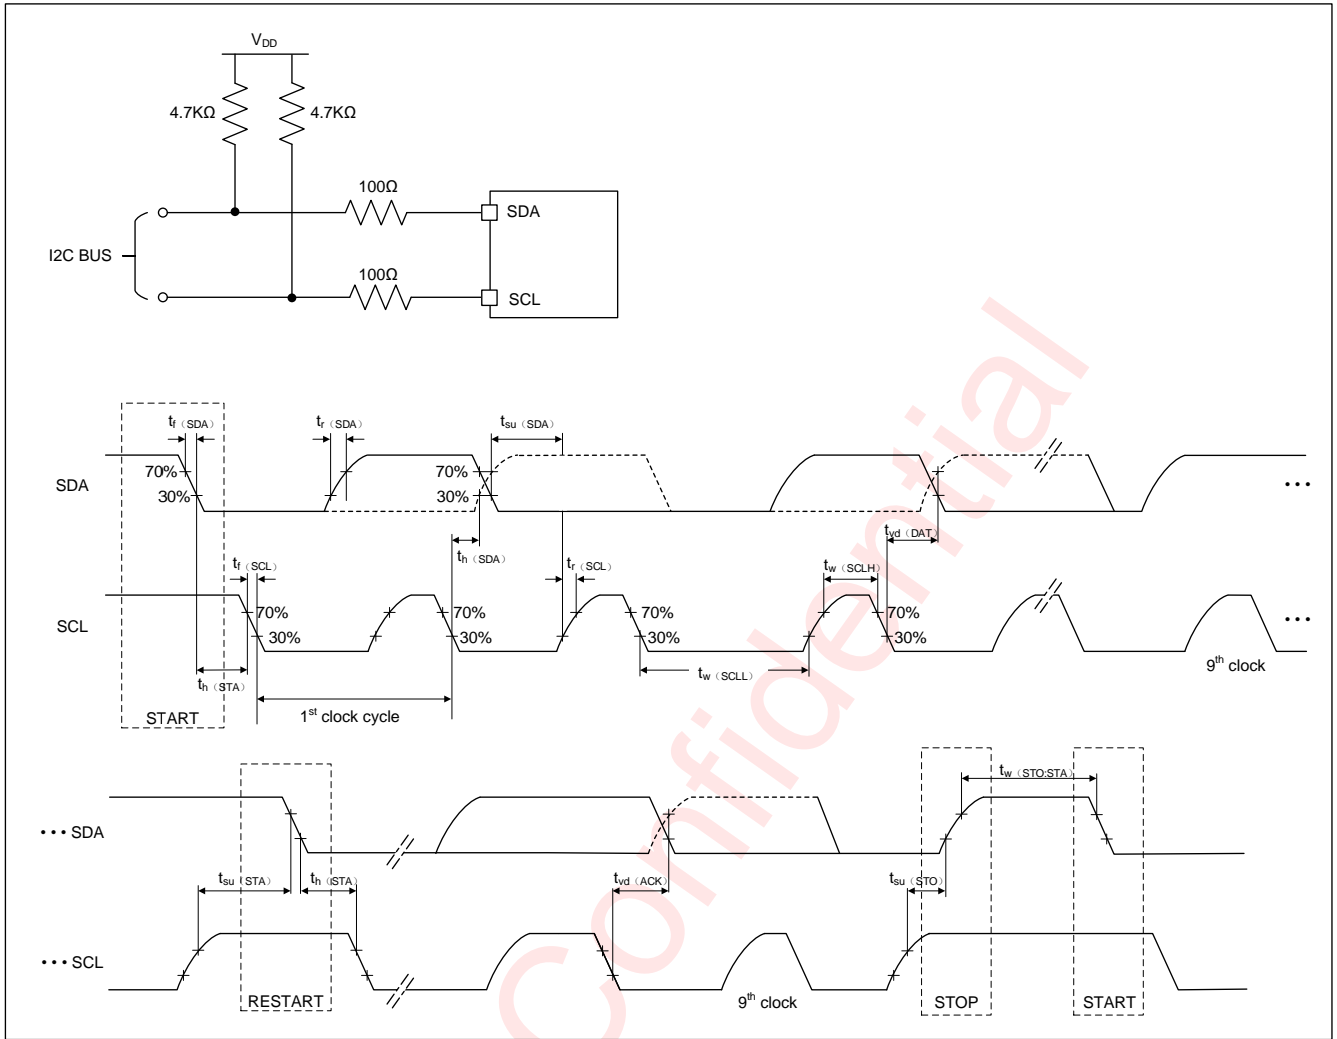 VDD
4.7KΩ 4.7KΩ
100Ω
SDA
I2C BUS
100Ω
SCL
tf（SDA） tr（SDA） tsu（SDA）
70% 70%
SDA
30% 30%
...
tvd（DAT）
th（SDA）
tf（SCL） tr（SCL） tw（SCLH）
70% 70% 70% 70%
SCL
30% 30% 30% 30%
...
9th clock
th（STA） tw（SCLL）
START 1st clock cycle
tw（STO:STA）
... SDA
tsu（STA） th（STA） tvd（ACK） tsu（STO）
... SCL
RESTART 9th clock STOP START
Confidential